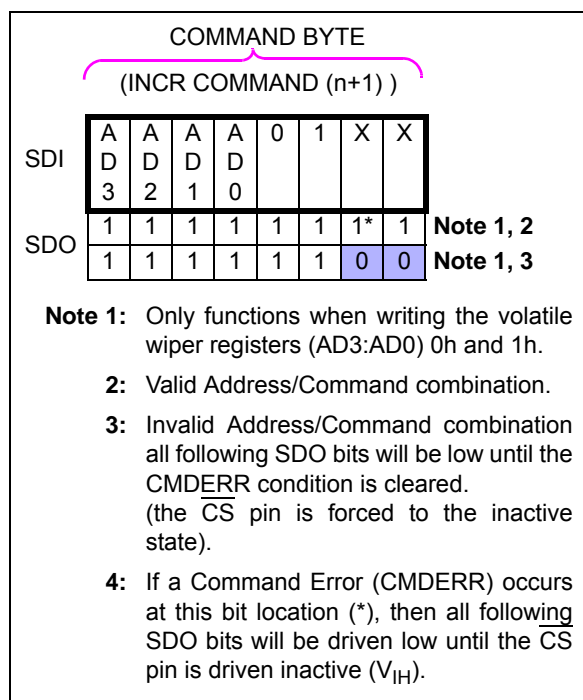 COMMAND BYTE
(INCR COMMAND (n+1) )
SDI
A A A A 0 1 X X
D D D D
3 2 1 0
SDO
1 1 1 1 1 1 1* 1 Note 1, 2
1 1 1 1 1 1 0 0 Note 1, 3
Note 1: Only functions when writing the volatile
wiper registers (AD3:AD0) 0h and 1h.
2: Valid Address/Command combination.
3: Invalid Address/Command combination
all following SDO bits will be low until the
CMDERR condition is cleared.
(the CS pin is forced to the inactive
state).
4: If a Command Error (CMDERR) occurs
at this bit location (*), then all following
SDO bits will be driven low until the CS
pin is driven inactive (VIH).